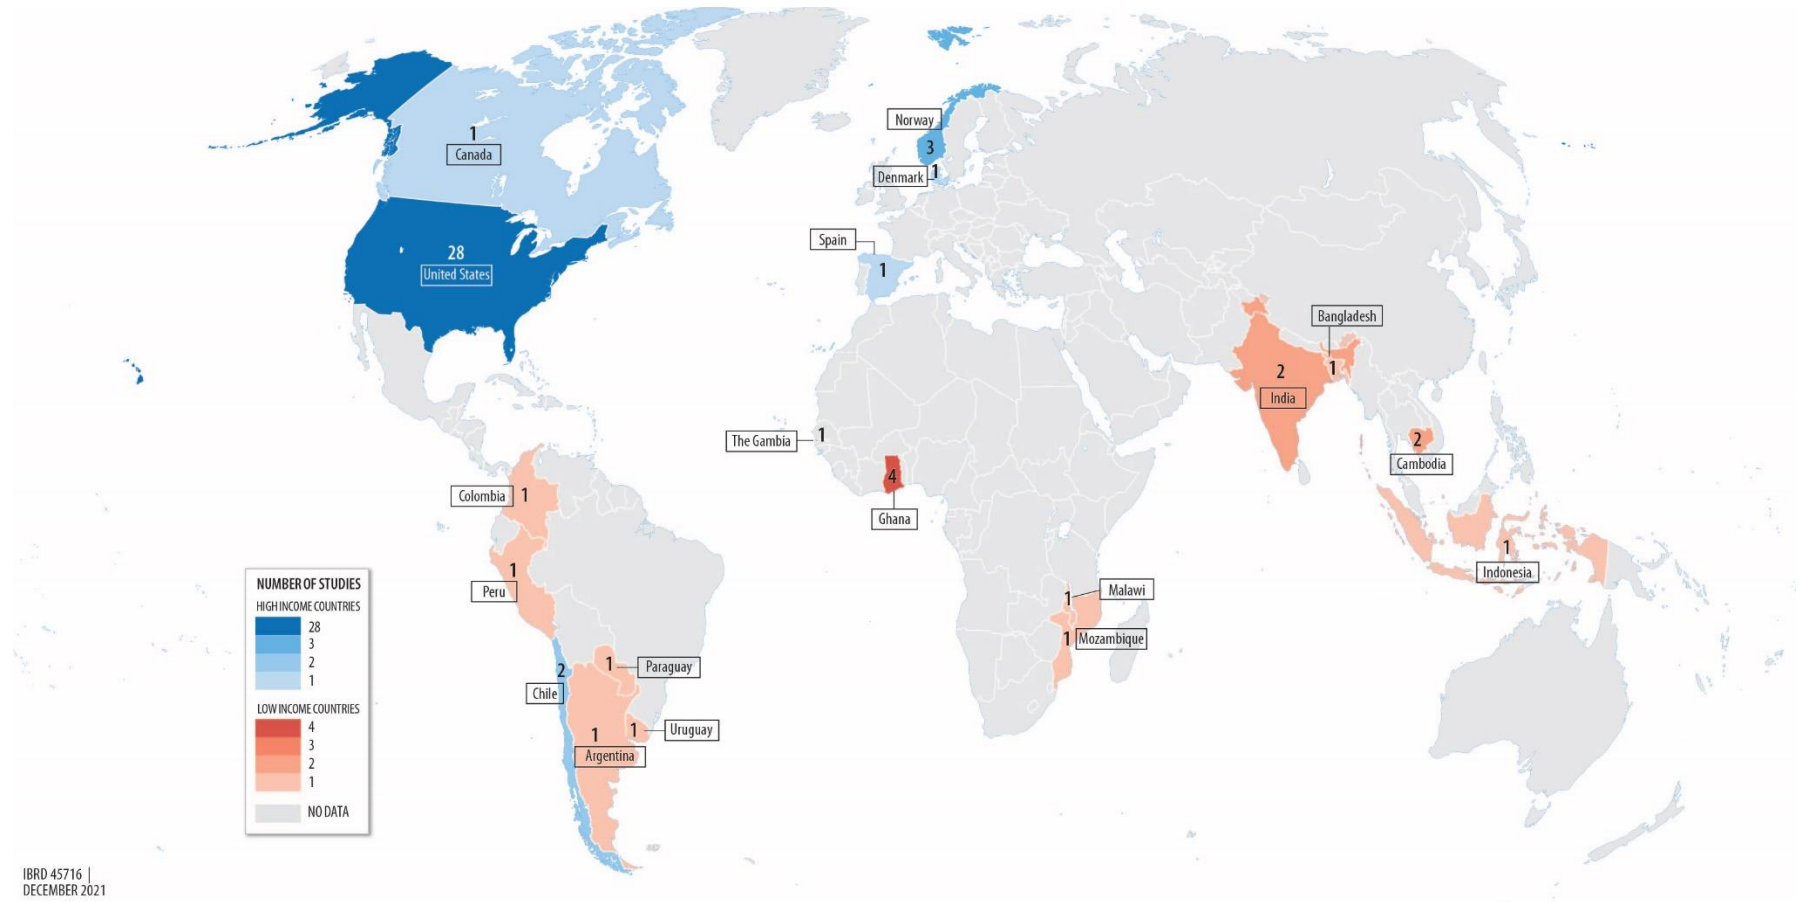 Norway
3
1
Canada
Denmark
1
Spain
1
28
United States
Bangladesh
1
2
India
The Gambia
1
2
Cambodia
4
Ghana
Colombia
1
1
Indonesia
1
Peru
1
Malawi
1
Mozambique
1
Paraguay
2
Chile
1
Uruguay
1
Argentina
NUMBER OF STUDIES
HIGH INCOME COUNTRIES
28
3
2
1
LOW INCOME COUNTRIES
4
3
2
1
NO DATA
IBRD 45716 |
DECEMBER 2021